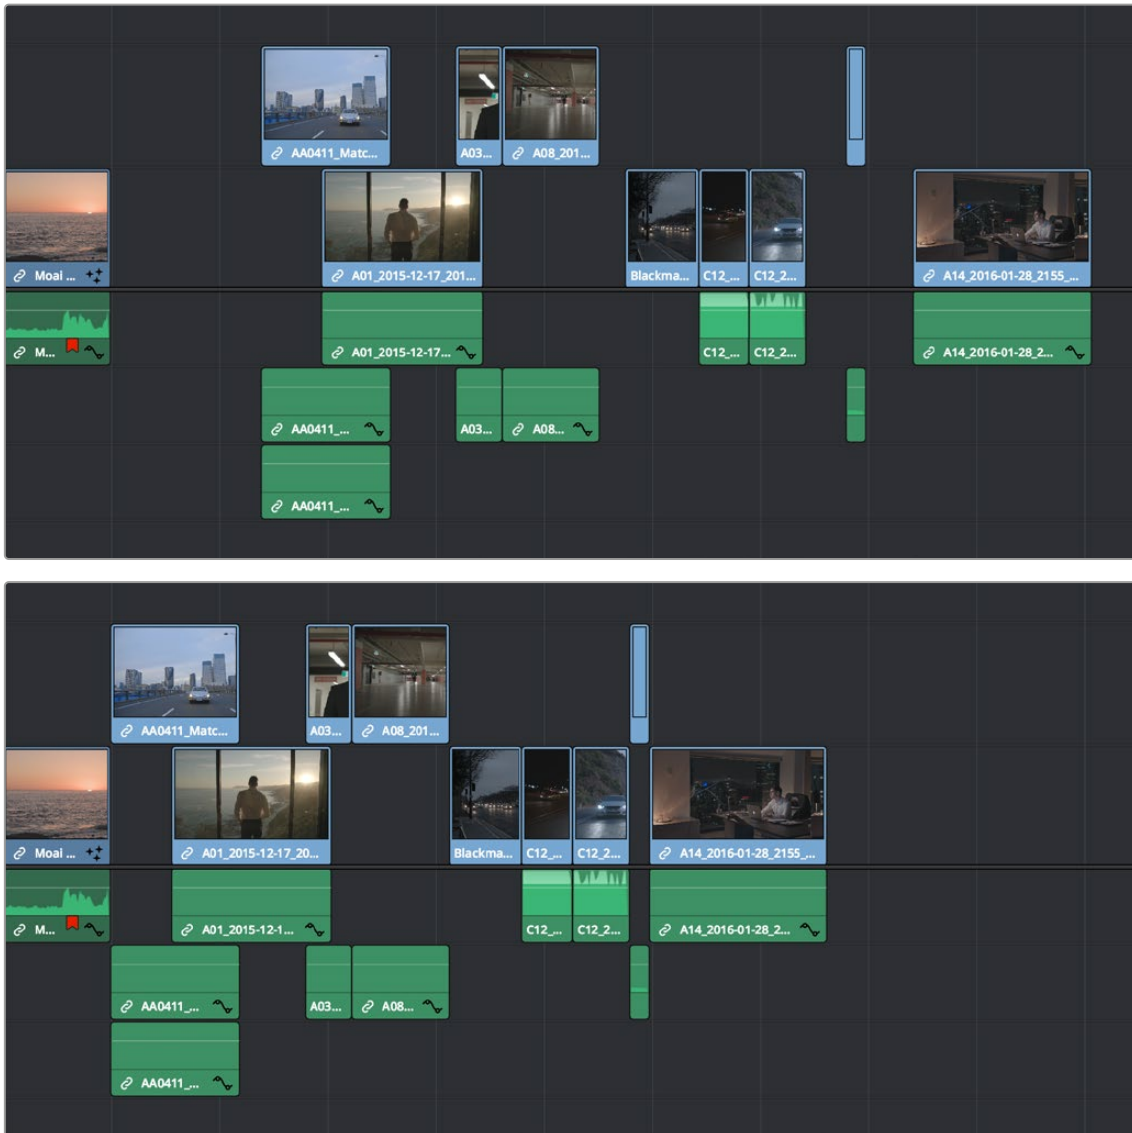 AA0411_Matc...
A03...
A08_201...
Moai ...
A01_2015-12-17_201...
Blackma...
C12_...
C12_2...
A14_2016-01-28_2155_...
M...
A01_2015-12-17...
C12_...
C12_2...
A14_2016-01-28_2...
AA0411_...
A03...
A08...
AA0411_...
AA0411_Matc...
A03...
A08_201...
Moai ...
A01_2015-12-17_20...
Blackma...
C12_...
C12_2...
A14_2016-01-28_2155_...
M...
A01_2015-12-1...
C12_...
C12_2...
A14_2016-01-28_2...
AA0411_...
A03...
A08...
AA0411_...